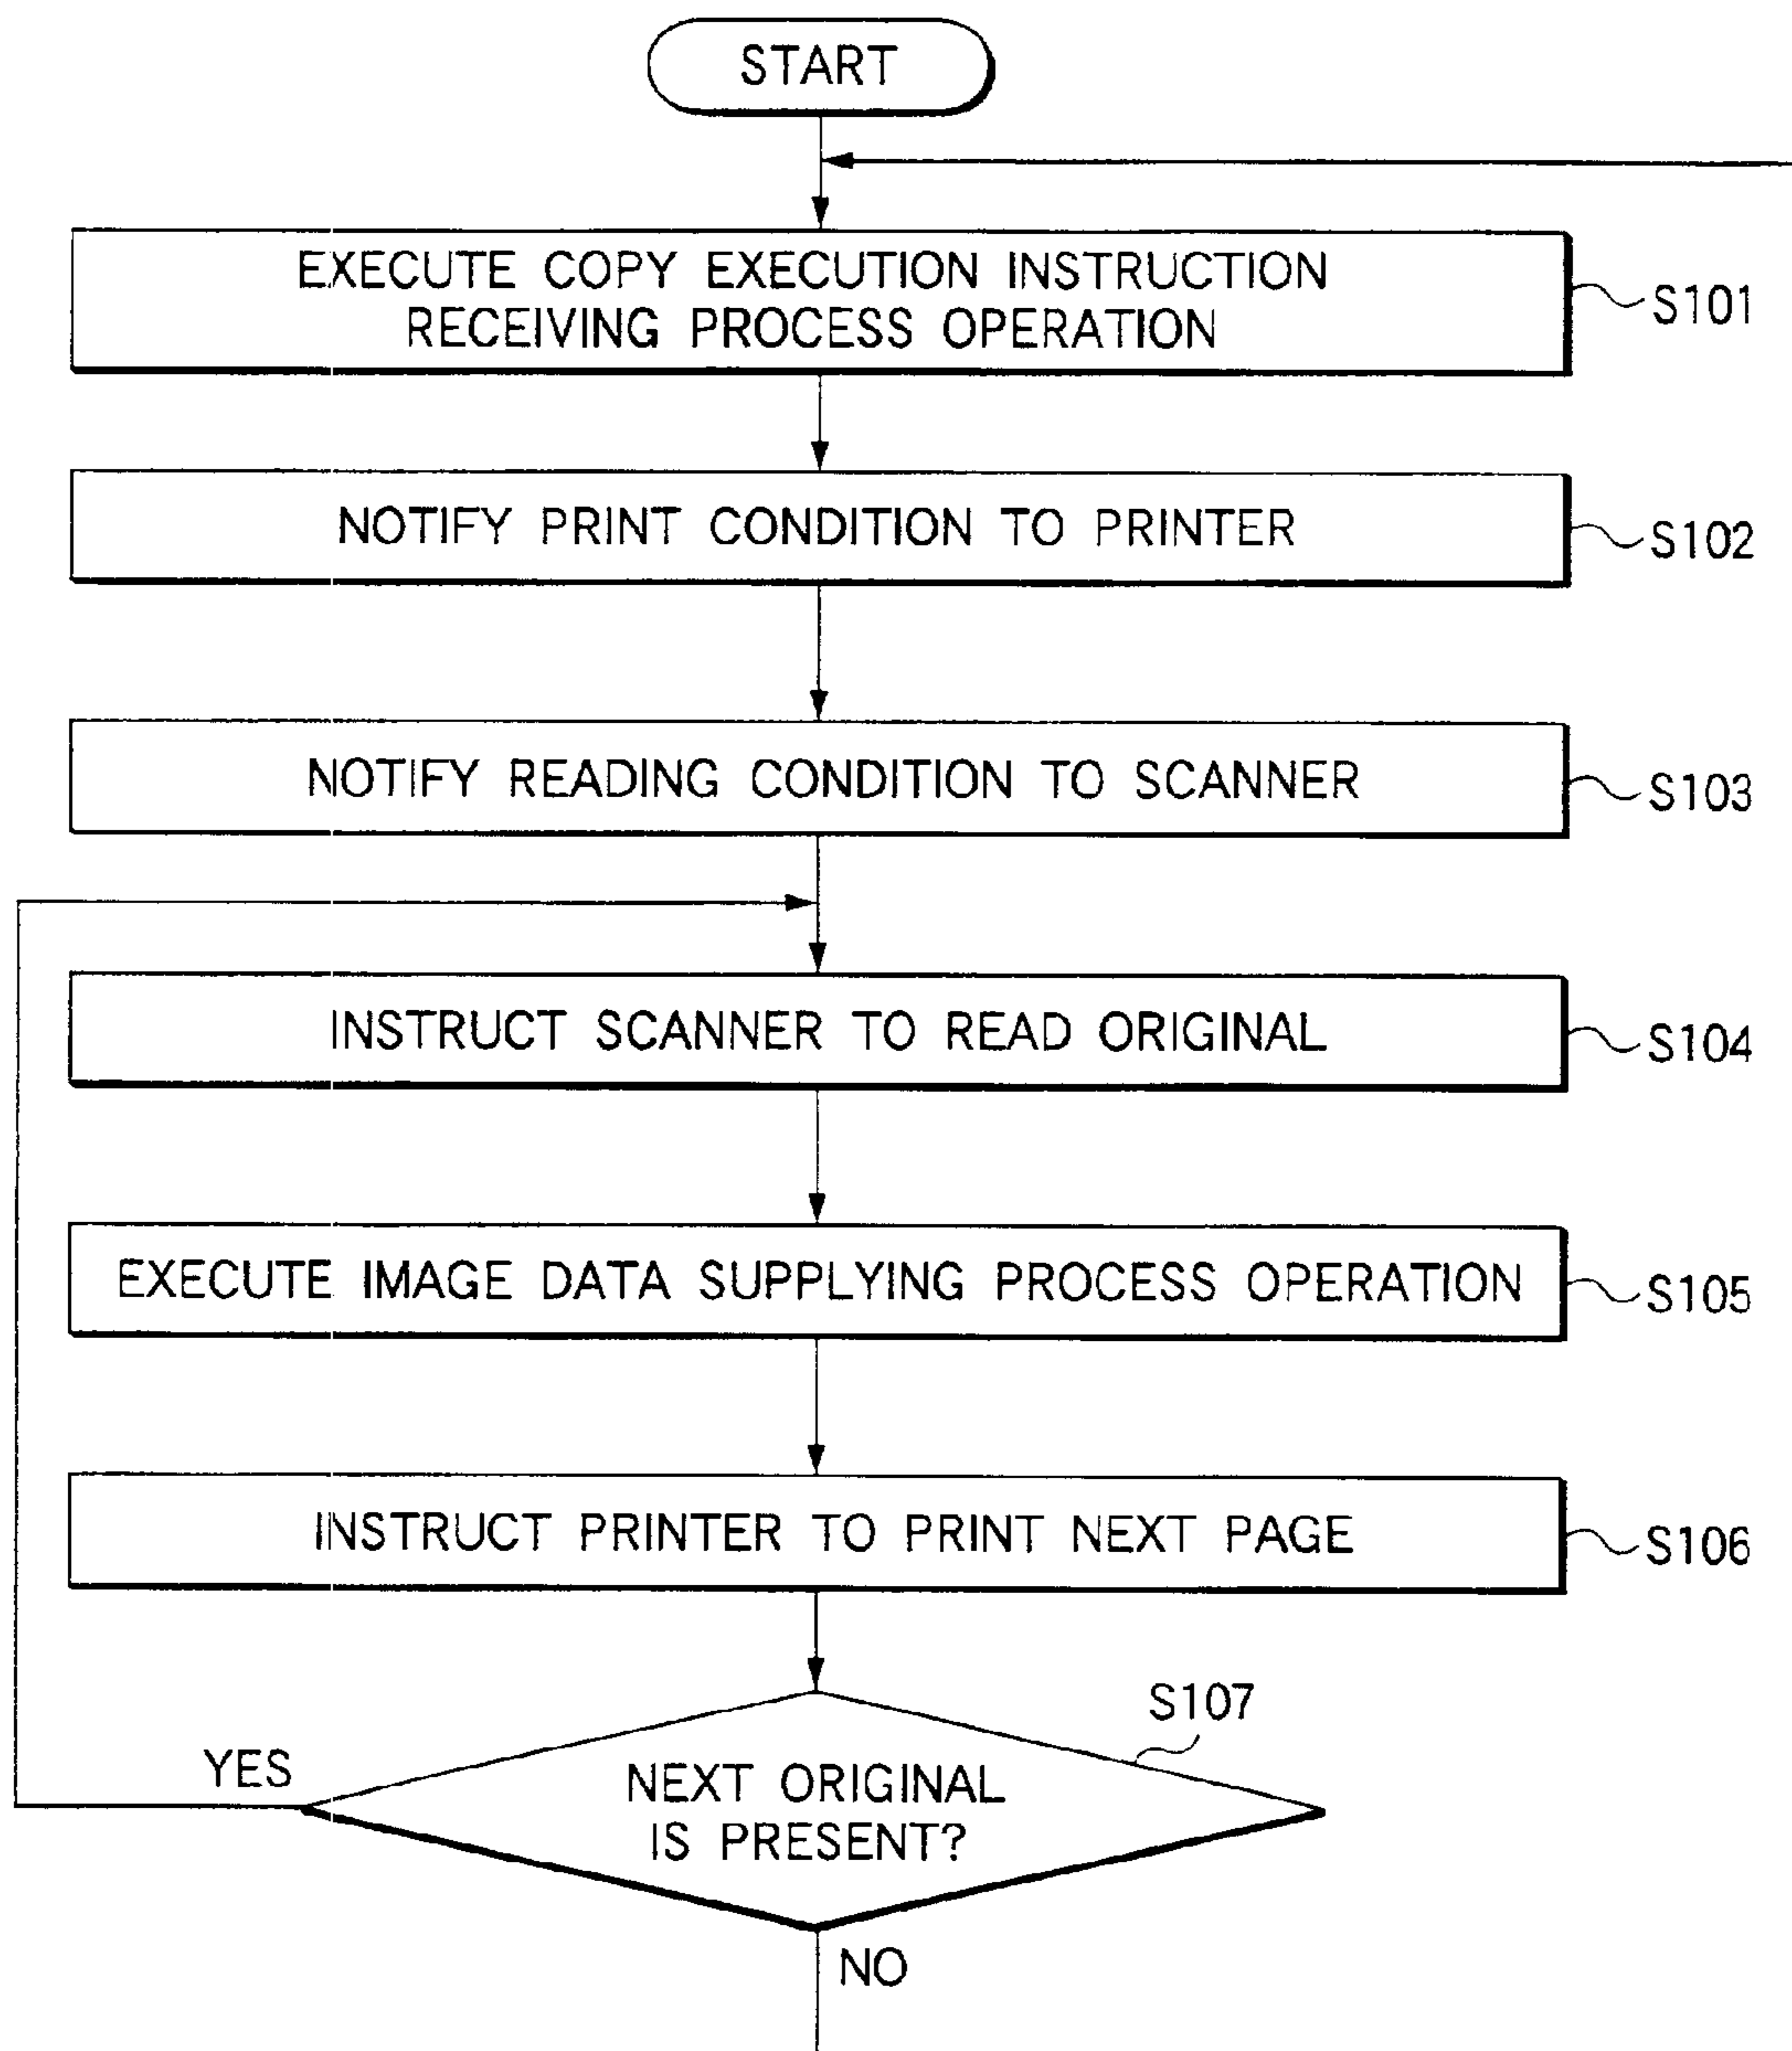 START
EXECUTE COPY EXECUTION INSTRUCTION
RECEIVING PROCESS OPERATION
S101
NOTIFY PRINT CONDITION TO PRINTER
S102
NOTIFY READING CONDITION TO SCANNER
S103
INSTRUCT SCANNER TO READ ORIGINAL
S104
EXECUTE IMAGE DATA SUPPLYING PROCESS OPERATION
S105
INSTRUCT PRINTER TO PRINT NEXT PAGE
S106
S107
YES
NEXT ORIGINAL
IS PRESENT?
NO